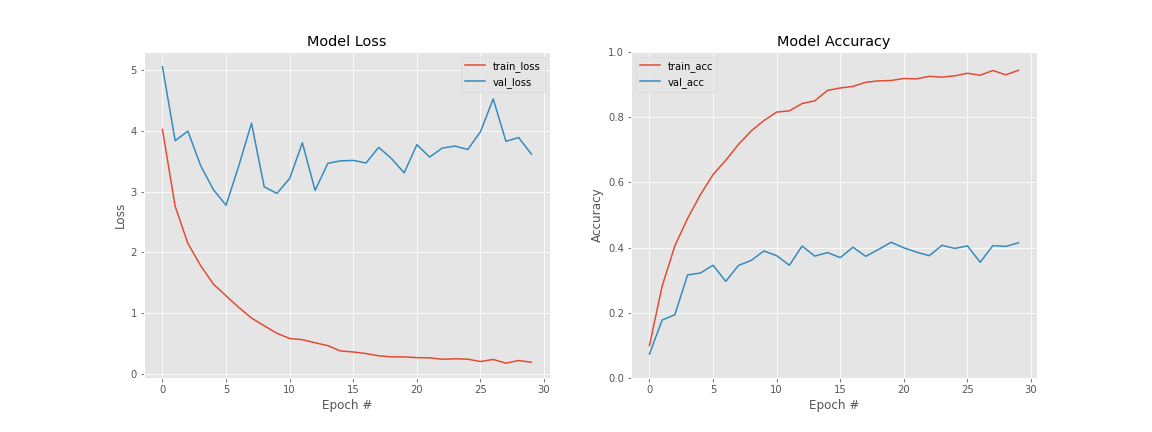 Model Loss
train_loss
val_loss
5
4
3
2
1
0
Loss
0 5 10 15 20 25 30
Epoch #
Model Accuracy
train_acc
val_acc
1.0
0.8
0.6
0.4
0.2
0.0
Accuracy
0 5 10 15 20 25 30
Epoch #